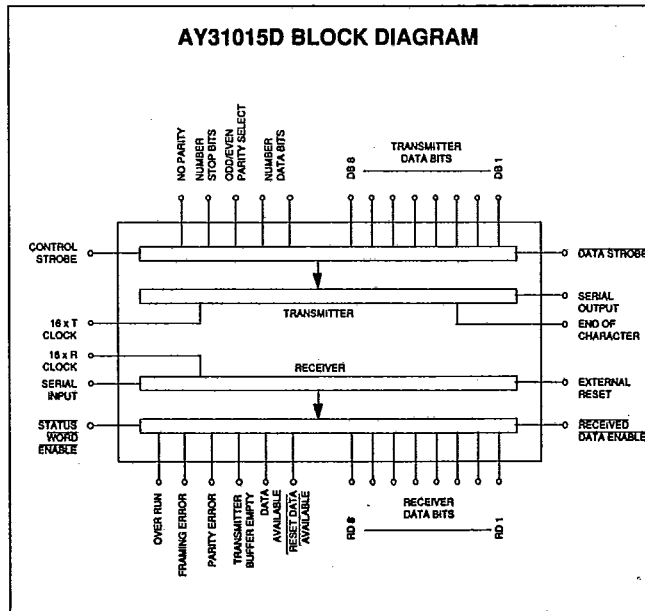 AY31015D BLOCK DIAGRAM
NO PARITY
NUMBER
STOP BITS
ODD/EVEN
PARITY SELECT
NUMBER
DATA BITS
DB 8
TRANSMITTER
DATA BITS
DB 1
CONTROL
STROBE
DATA STROBE
TRANSMITTER
SERIAL
OUTPUT
16 x T
CLOCK
END OF
CHARACTER
16 x R
CLOCK
RECEIVER
SERIAL
INPUT
EXTERNAL
RESET
STATUS
WORD
ENABLE
RECEIVED
DATA ENABLE
OVER RUN
FRAMING ERROR
PARITY ERROR
TRANSMITTER
BUFFER EMPTY
DATA
AVAILABLE
RESET DATA
AVAILABLE
RD 8
RECEIVER
DATA BITS
RD 1